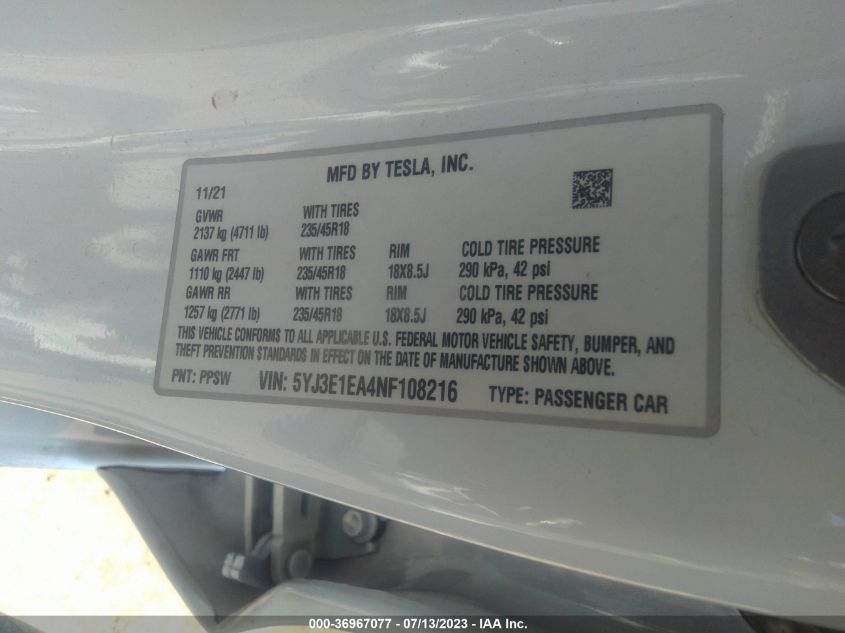 MFD BY TESLA, INC.
11/21
GVWR WITH TIRES
2137 kg (4711 lb) 235/45R18
GAWR FRT WITH TIRES RIM COLD TIRE PRESSURE
1110 kg (2447 lb) 235/45R18 18X8.5J 290 kPa, 42 psi
GAWR RR WITH TIRES RIM COLD TIRE PRESSURE
1257 kg (2771 lb) 235/45R18 18X8.5J 290 kPa, 42 psi
THIS VEHICLE CONFORMS TO ALL APPLICABLE U.S. FEDERAL MOTOR VEHICLE SAFETY, BUMPER, AND
THEFT PREVENTION STANDARDS IN EFFECT ON THE DATE OF MANUFACTURE SHOWN ABOVE.
PNT: PPSW VIN: 5YJ3E1EA4NF108216 TYPE: PASSENGER CAR
000-36967077 - 07/13/2023 - IAA Inc.